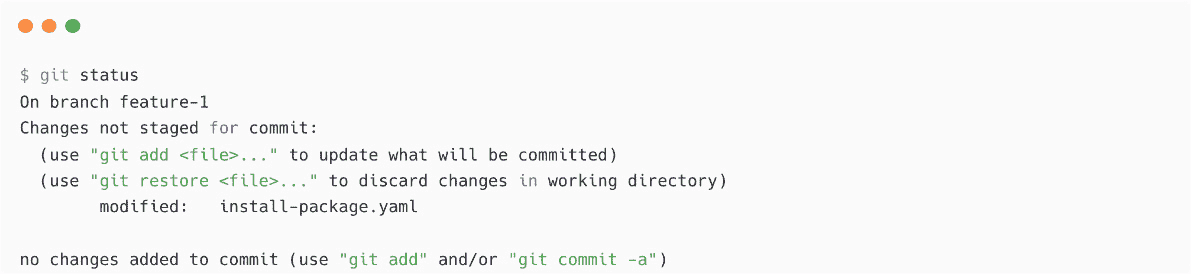 $ git status
On branch feature-1
Changes not staged for commit:
  (use "git add <file>..." to update what will be committed)
  (use "git restore <file>..." to discard changes in working directory)
        modified:   install-package.yaml

no changes added to commit (use "git add" and/or "git commit -a")